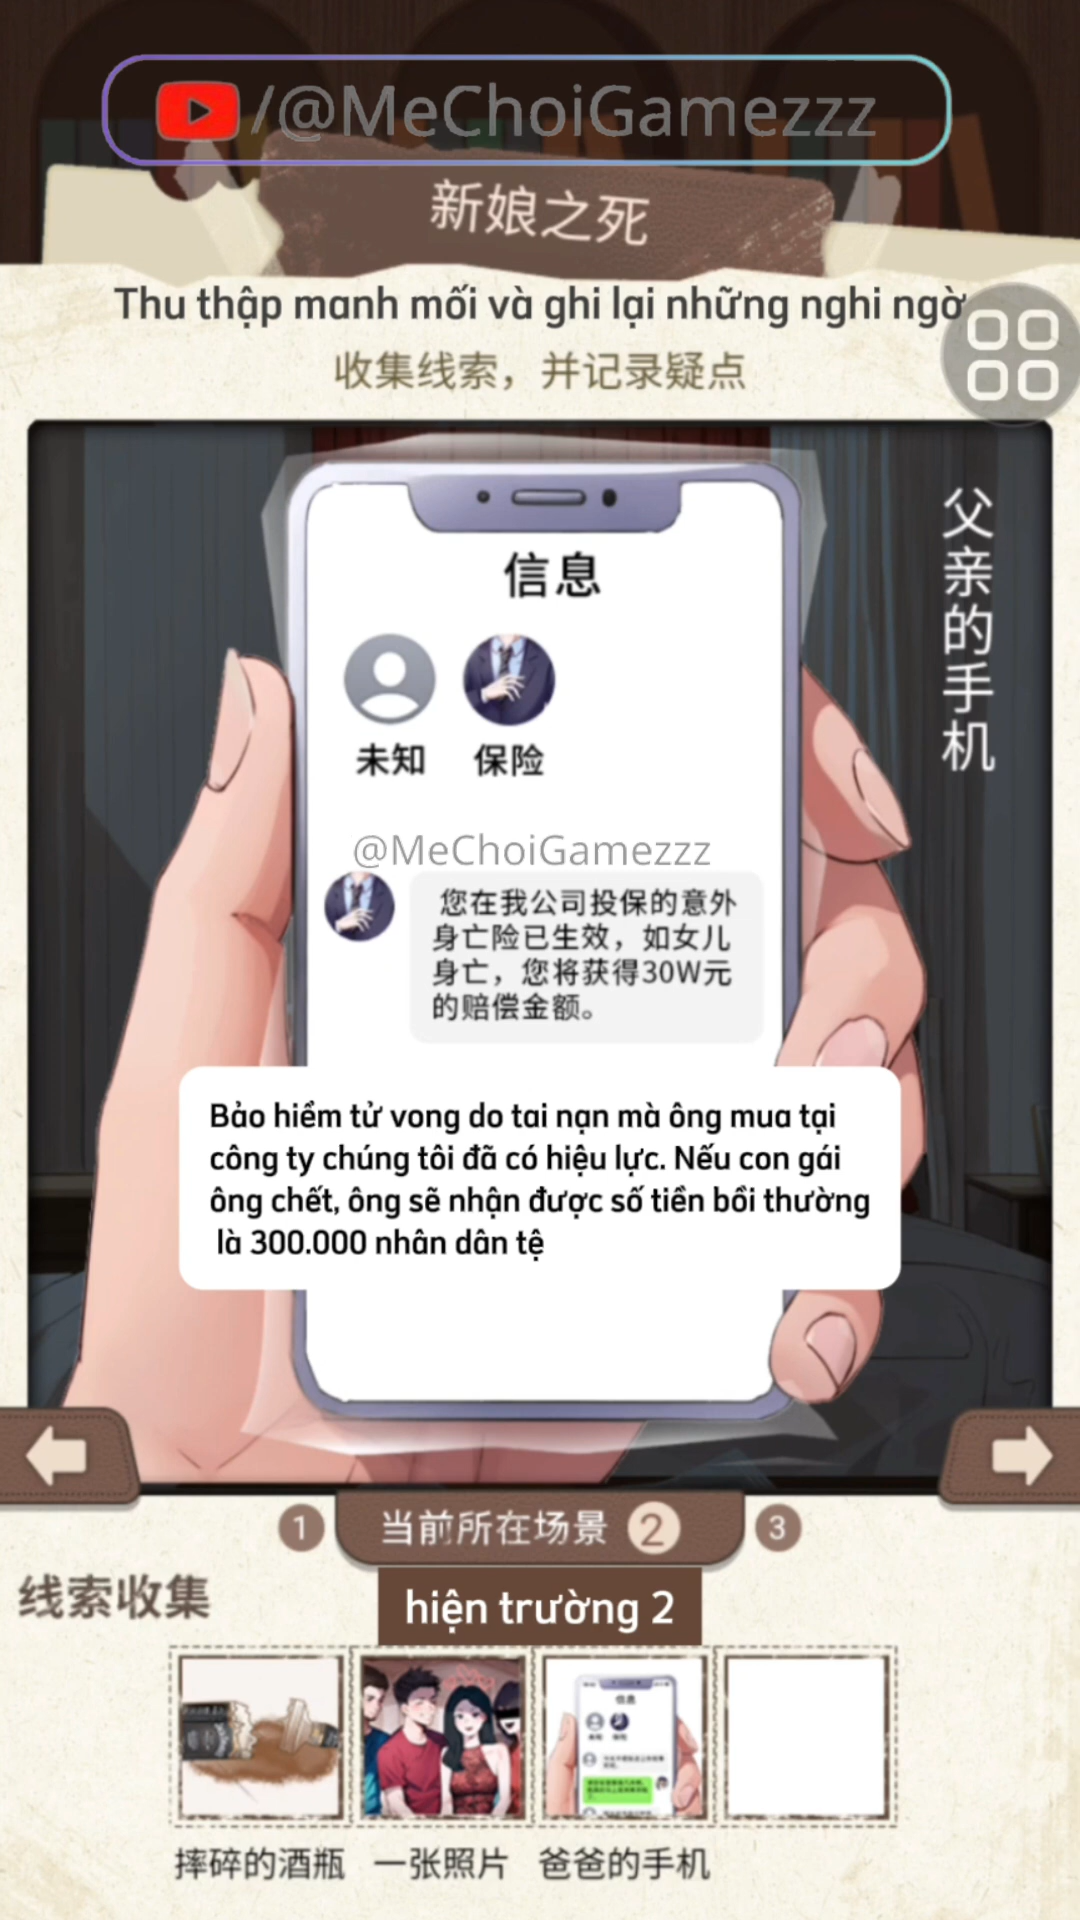 /@MeChoiGamezzz
新娘之死
Thu thập manh mối và ghi lại những nghi ngờ
收集线索，并记录疑点
父亲的手机
信息
未知
保险
@MeChoiGamezzz
您在我公司投保的意外
身亡险已生效，如女儿
身亡，您将获得30W元
的赔偿金额。
Bảo hiểm tử vong do tai nạn mà ông mua tại
công ty chúng tôi đã có hiệu lực. Nếu con gái
ông chết, ông sẽ nhận được số tiền bồi thường
là 300.000 nhân dân tệ
1
当前所在场景 2
3
线索收集
hiện trường 2
信息
摔碎的酒瓶
一张照片
爸爸的手机